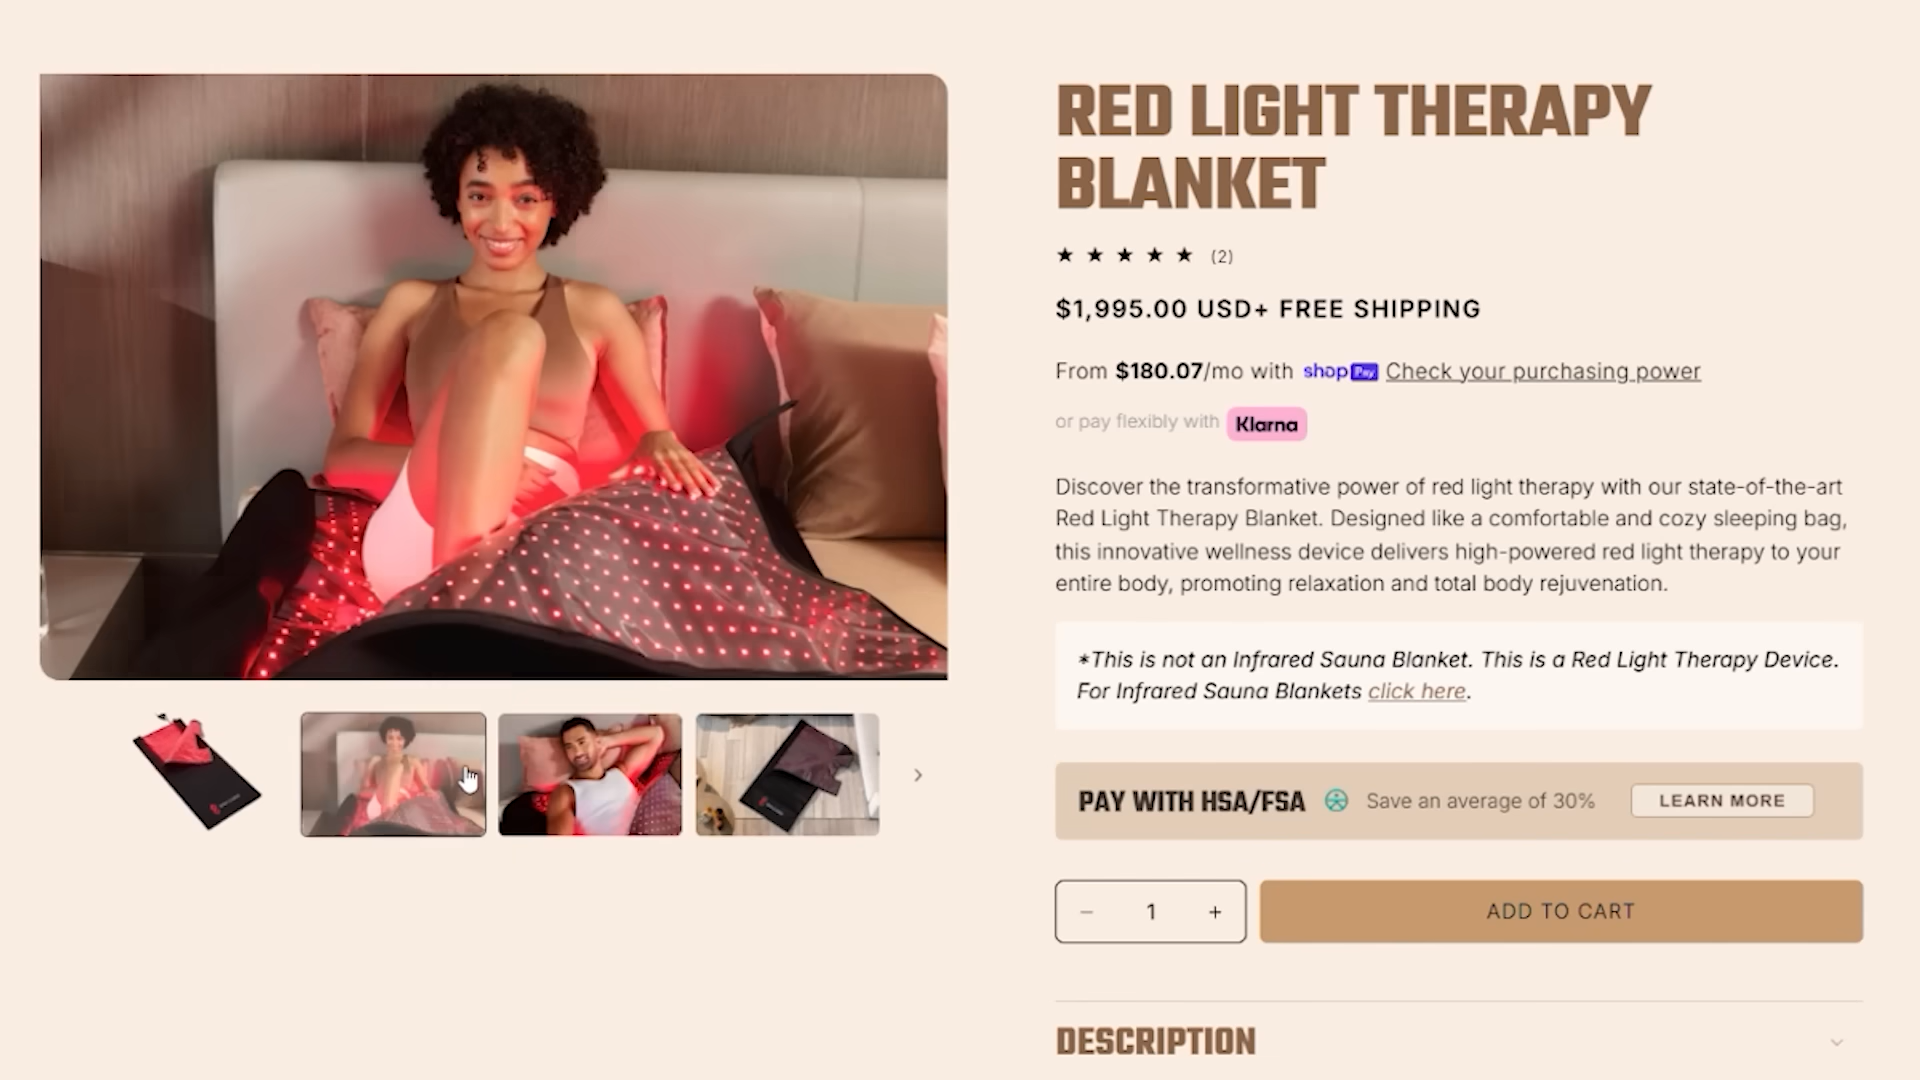 RED LIGHT THERAPY
BLANKET
★ ★ ★ ★ ★ (2)
$1,995.00 USD+ FREE SHIPPING
From $180.07/mo with shop Pay Check your purchasing power
or pay flexibly with Klarna
Discover the transformative power of red light therapy with our state-of-the-art
Red Light Therapy Blanket. Designed like a comfortable and cozy sleeping bag,
this innovative wellness device delivers high-powered red light therapy to your
entire body, promoting relaxation and total body rejuvenation.
*This is not an Infrared Sauna Blanket. This is a Red Light Therapy Device.
For Infrared Sauna Blankets click here.
PAY WITH HSA/FSA Save an average of 30% LEARN MORE
− 1 + ADD TO CART
DESCRIPTION